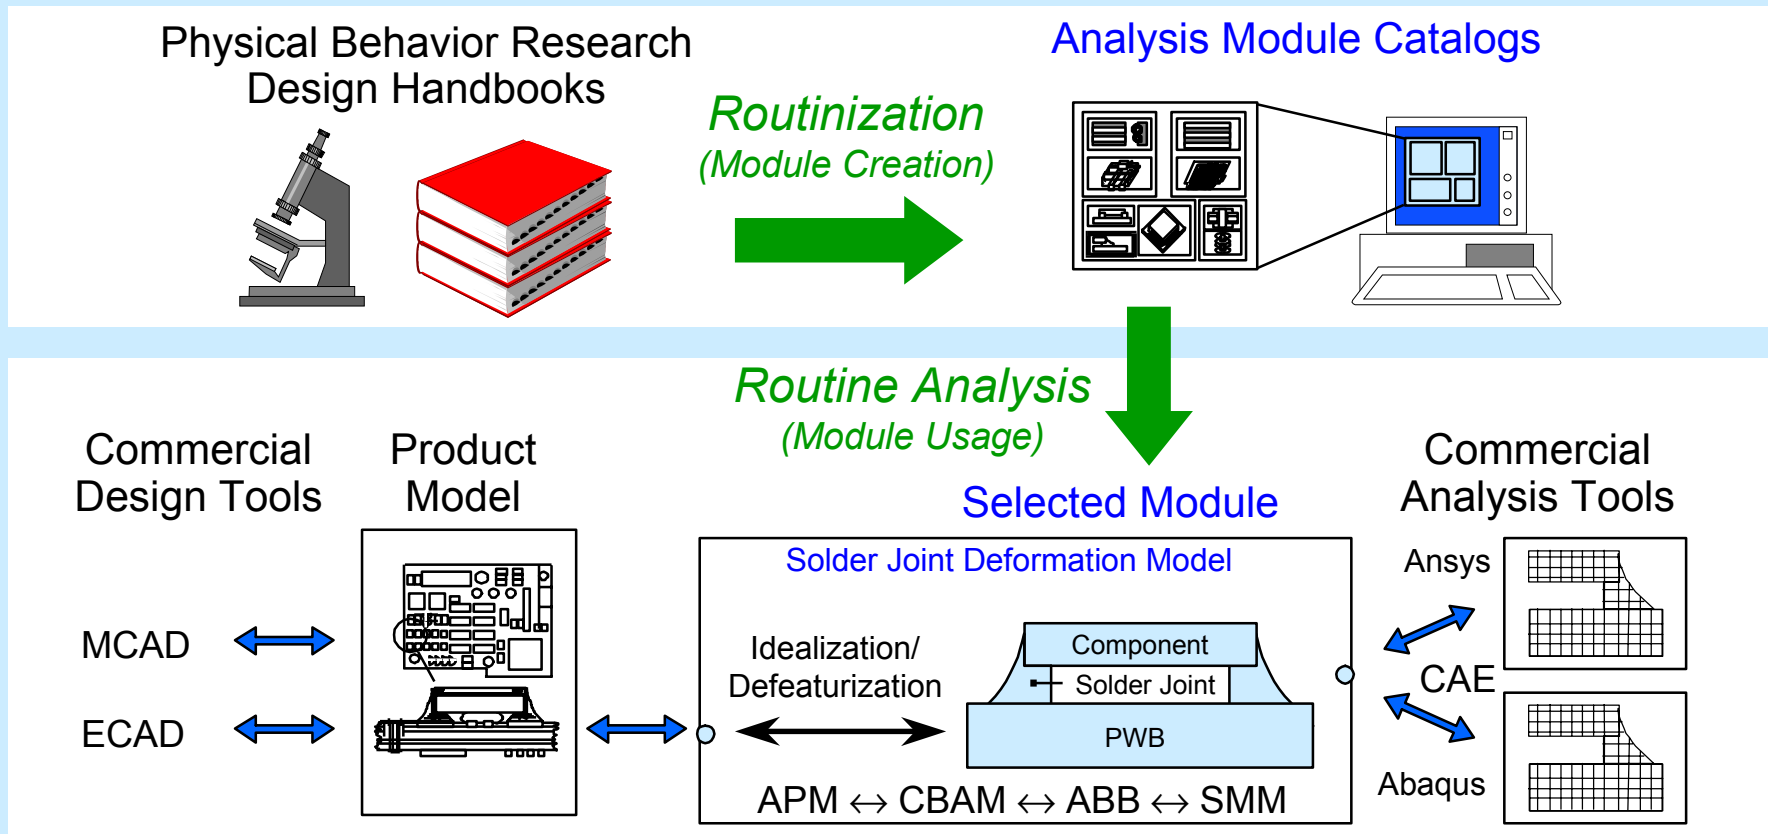 Physical Behavior Research
Design Handbooks
Routinization
(Module Creation)
Analysis Module Catalogs
Routine Analysis
(Module Usage)
Commercial
Design Tools
Product
Model
Selected Module
Commercial
Analysis Tools
MCAD
ECAD
Solder Joint Deformation Model
Idealization/
Defeaturization
Component
Solder Joint
PWB
APM ↔ CBAM ↔ ABB ↔ SMM
Ansys
CAE
Abaqus